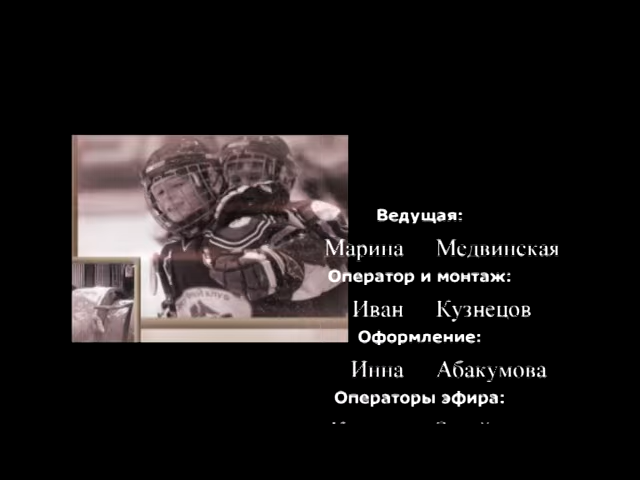 Ведущая:
Марина Медвинская
Оператор и монтаж:
Иван Кузнецов
Оформление:
Инна Абакумова
Операторы эфира: